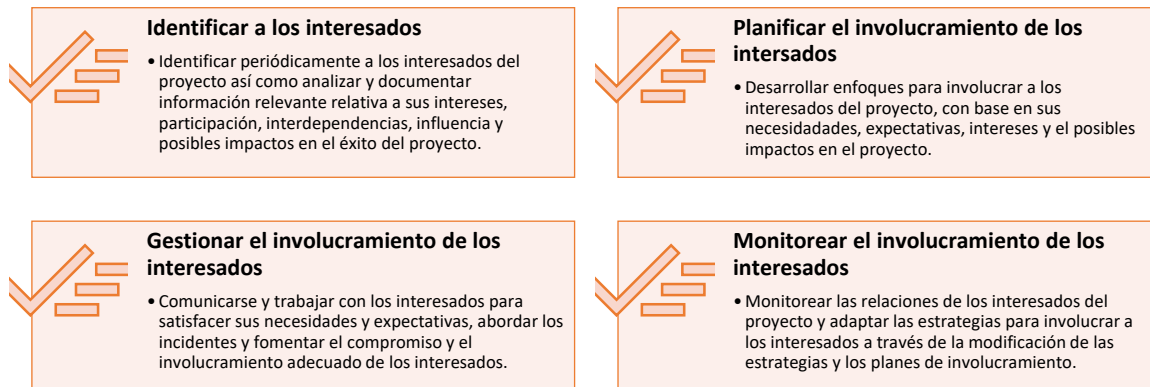 Identificar a los interesados
• Identificar periódicamente a los interesados del
proyecto así como analizar y documentar
información relevante relativa a sus intereses,
participación, interdependencias, influencia y
posibles impactos en el éxito del proyecto.
Planificar el involucramiento de los
intersados
• Desarrollar enfoques para involucrar a los
interesados del proyecto, con base en sus
necesidadades, expectativas, intereses y el posibles
impactos en el proyecto.
Gestionar el involucramiento de los
interesados
• Comunicarse y trabajar con los interesados para
satisfacer sus necesidades y expectativas, abordar los
incidentes y fomentar el compromiso y el
involucramiento adecuado de los interesados.
Monitorear el involucramiento de los
interesados
• Monitorear las relaciones de los interesados del
proyecto y adaptar las estrategias para involucrar a
los interesados a través de la modificación de las
estrategias y los planes de involucramiento.